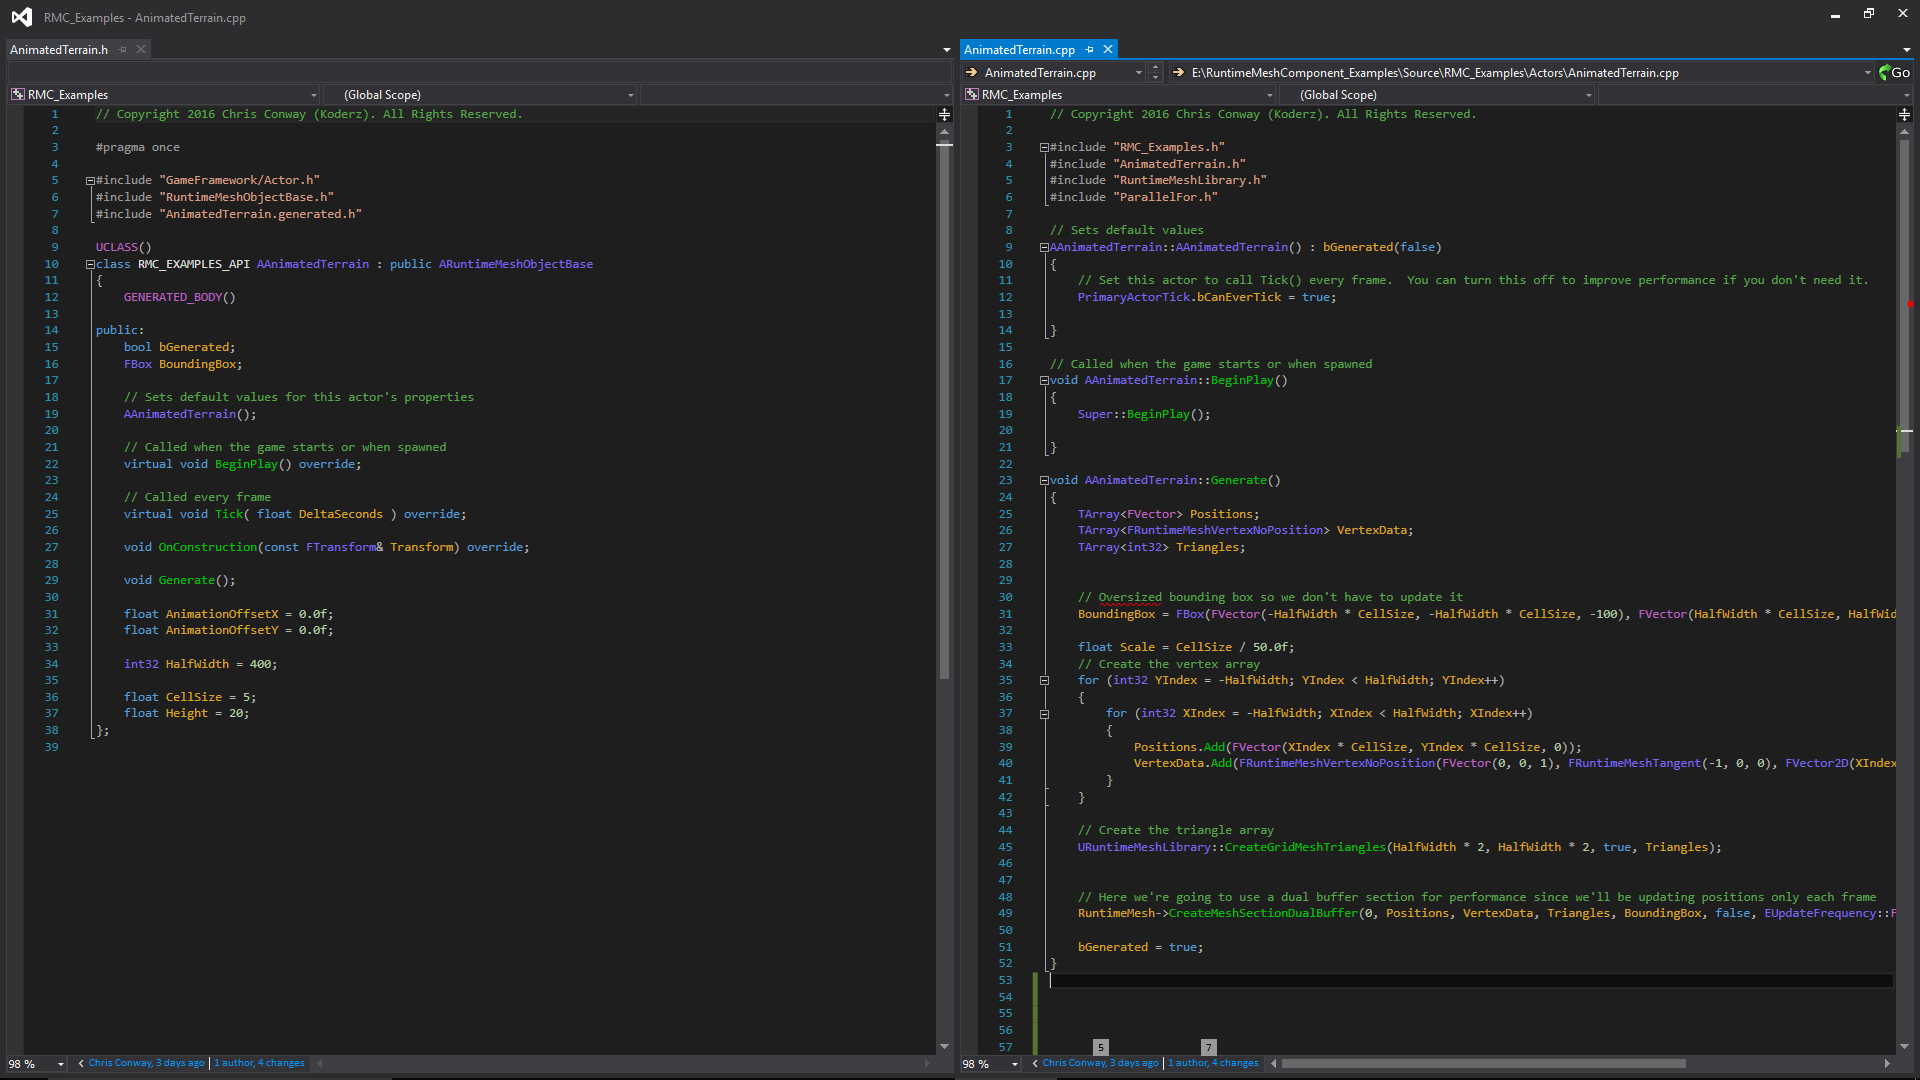 RMC_Examples - AnimatedTerrain.cpp
AnimatedTerrain.h
RMC_Examples
(Global Scope)
1 // Copyright 2016 Chris Conway (Koderz). All Rights Reserved.
2
3 #pragma once
4
5 #include "GameFramework/Actor.h"
6 #include "RuntimeMeshObjectBase.h"
7 #include "AnimatedTerrain.generated.h"
8
9 UCLASS()
10 class RMC_EXAMPLES_API AAnimatedTerrain : public ARuntimeMeshObjectBase
11 {
12 GENERATED_BODY()
13
14 public:
15 bool bGenerated;
16 FBox BoundingBox;
17
18 // Sets default values for this actor's properties
19 AAnimatedTerrain();
20
21 // Called when the game starts or when spawned
22 virtual void BeginPlay() override;
23
24 // Called every frame
25 virtual void Tick( float DeltaSeconds ) override;
26
27 void OnConstruction(const FTransform& Transform) override;
28
29 void Generate();
30
31 float AnimationOffsetX = 0.0f;
32 float AnimationOffsetY = 0.0f;
33
34 int32 HalfWidth = 400;
35
36 float CellSize = 5;
37 float Height = 20;
38 };
39
98 %
Chris Conway, 3 days ago | 1 author, 4 changes
AnimatedTerrain.cpp
AnimatedTerrain.cpp
E:\RuntimeMeshComponent_Examples\Source\RMC_Examples\Actors\AnimatedTerrain.cpp
Go
RMC_Examples
(Global Scope)
1 // Copyright 2016 Chris Conway (Koderz). All Rights Reserved.
2
3 #include "RMC_Examples.h"
4 #include "AnimatedTerrain.h"
5 #include "RuntimeMeshLibrary.h"
6 #include "ParallelFor.h"
7
8 // Sets default values
9 AAnimatedTerrain::AAnimatedTerrain() : bGenerated(false)
10 {
11 // Set this actor to call Tick() every frame.  You can turn this off to improve performance if you don't need it.
12 PrimaryActorTick.bCanEverTick = true;
13
14 }
15
16 // Called when the game starts or when spawned
17 void AAnimatedTerrain::BeginPlay()
18 {
19 Super::BeginPlay();
20
21 }
22
23 void AAnimatedTerrain::Generate()
24 {
25 TArray<FVector> Positions;
26 TArray<FRuntimeMeshVertexNoPosition> VertexData;
27 TArray<int32> Triangles;
28
29
30 // Oversized bounding box so we don't have to update it
31 BoundingBox = FBox(FVector(-HalfWidth * CellSize, -HalfWidth * CellSize, -100), FVector(HalfWidth * CellSize, HalfWid
32
33 float Scale = CellSize / 50.0f;
34 // Create the vertex array
35 for (int32 YIndex = -HalfWidth; YIndex < HalfWidth; YIndex++)
36 {
37 for (int32 XIndex = -HalfWidth; XIndex < HalfWidth; XIndex++)
38 {
39 Positions.Add(FVector(XIndex * CellSize, YIndex * CellSize, 0));
40 VertexData.Add(FRuntimeMeshVertexNoPosition(FVector(0, 0, 1), FRuntimeMeshTangent(-1, 0, 0), FVector2D(XIndex
41 }
42 }
43
44 // Create the triangle array
45 URuntimeMeshLibrary::CreateGridMeshTriangles(HalfWidth * 2, HalfWidth * 2, true, Triangles);
46
47
48 // Here we're going to use a dual buffer section for performance since we'll be updating positions only each frame
49 RuntimeMesh->CreateMeshSectionDualBuffer(0, Positions, VertexData, Triangles, BoundingBox, false, EUpdateFrequency::F
50
51 bGenerated = true;
52 }
53
54
55
56
57
5 7
98 %
Chris Conway, 3 days ago | 1 author, 4 changes